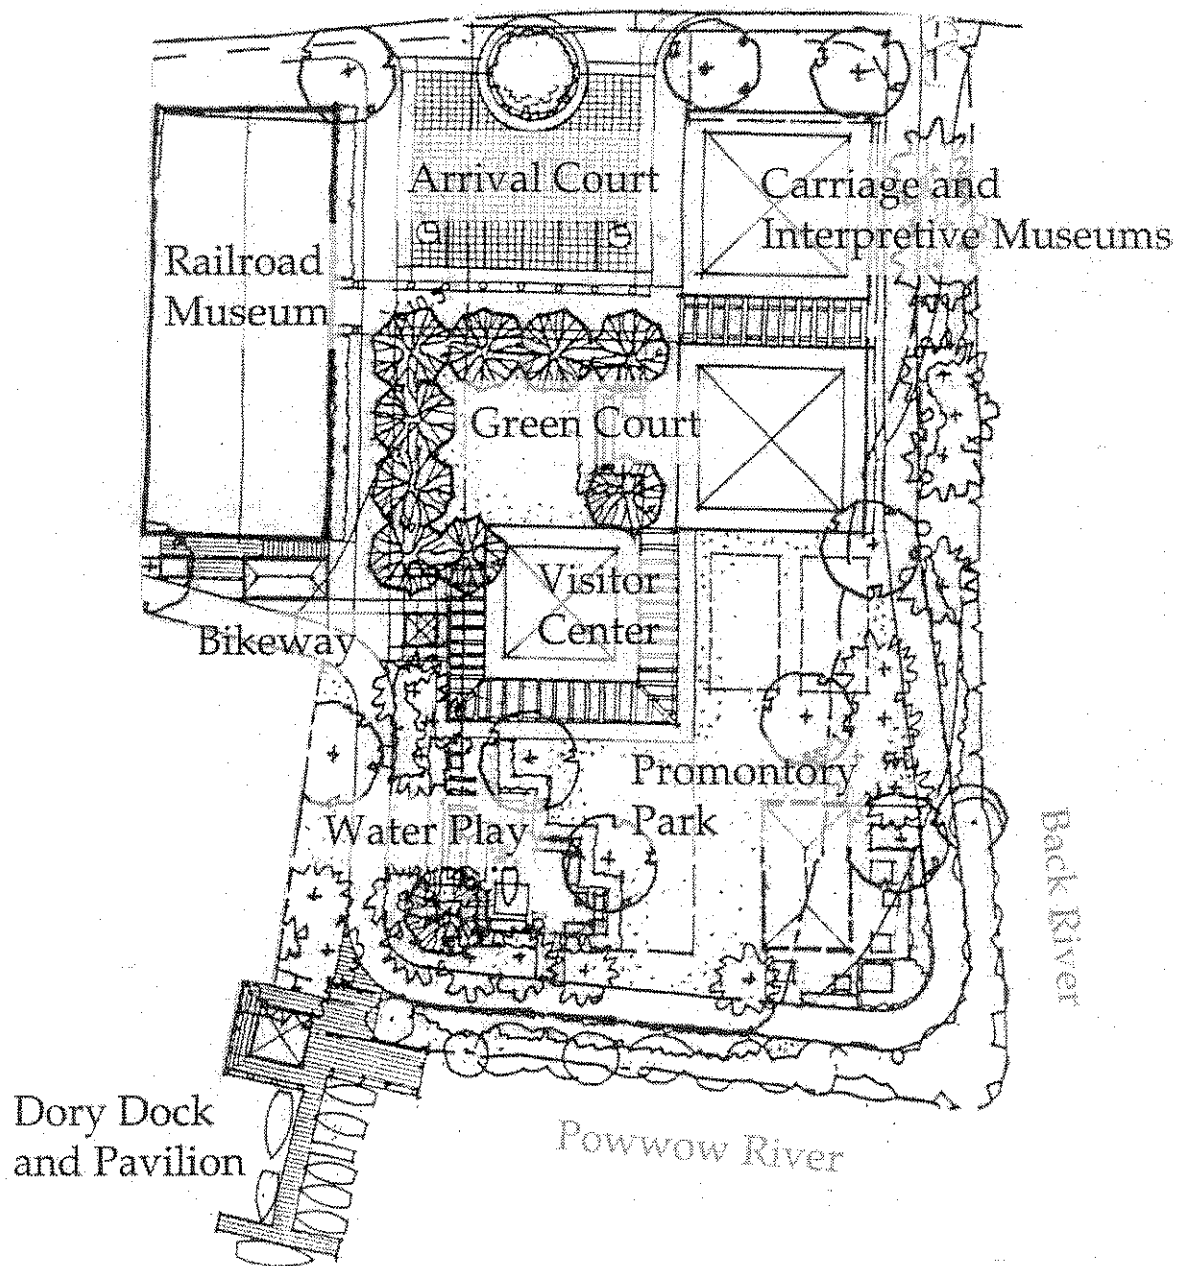 Arrival Court
Carriage and
Interpretive Museums
Railroad
Museum
Green Court
Visitor
Center
Bikeway
Promontory
Park
Water Play
Back River
Dory Dock
and Pavilion
Powwow River